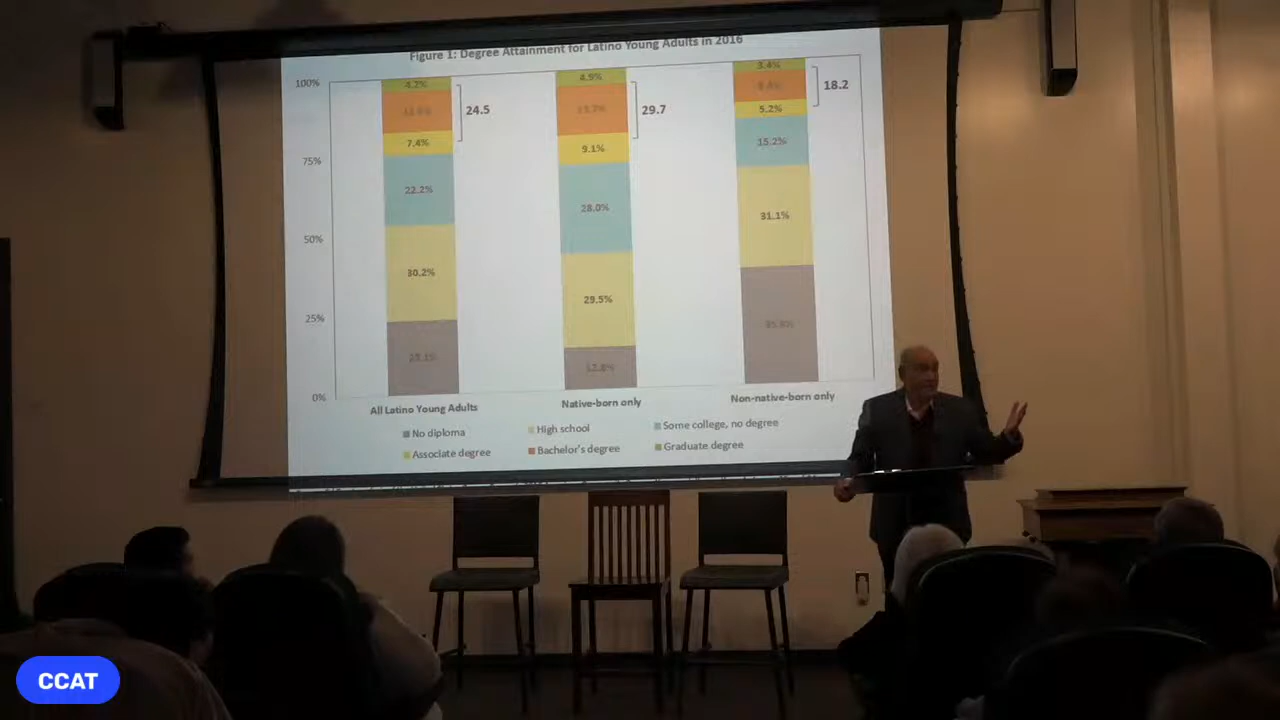 Figure 1: Degree Attainment for Latino Young Adults in 2016
100%
75%
50%
25%
0%
4.2%
7.4%
22.2%
30.2%
24.5
4.9%
9.1%
28.0%
29.5%
29.7
3.4%
5.2%
15.2%
31.1%
18.2
All Latino Young Adults
Native-born only
Non-native-born only
No diploma
High school
Some college, no degree
Associate degree
Bachelor's degree
Graduate degree
CCAT